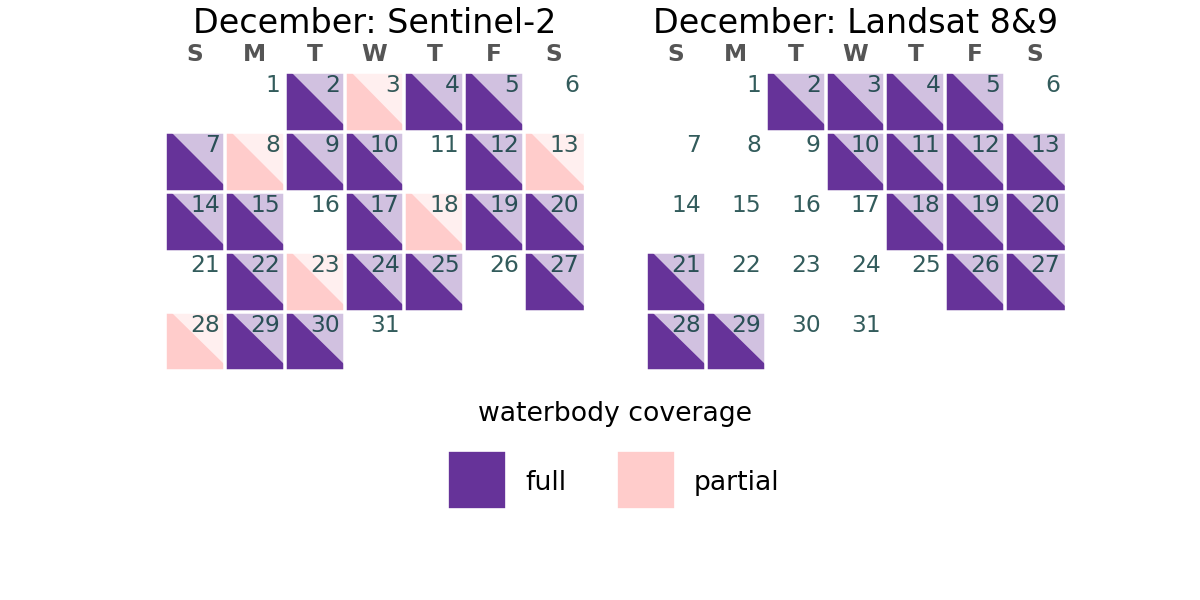 December: Sentinel-2
S M T W T F S
1 2 3 4 5 6
7 8 9 10 11 12 13
14 15 16 17 18 19 20
21 22 23 24 25 26 27
28 29 30 31
December: Landsat 8&9
S M T W T F S
1 2 3 4 5 6
7 8 9 10 11 12 13
14 15 16 17 18 19 20
21 22 23 24 25 26 27
28 29 30 31
waterbody coverage
full partial